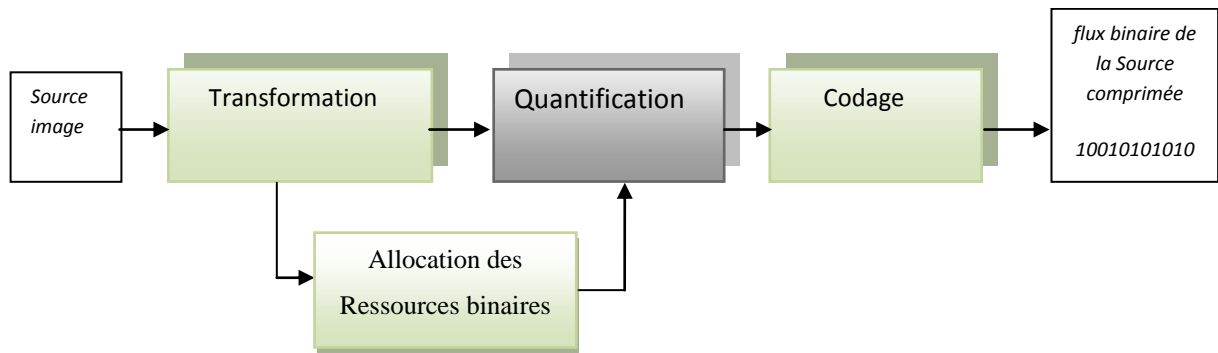 Source
image
Transformation
Quantification
Codage
flux binaire de
la Source
comprimée
10010101010
Allocation des
Ressources binaires